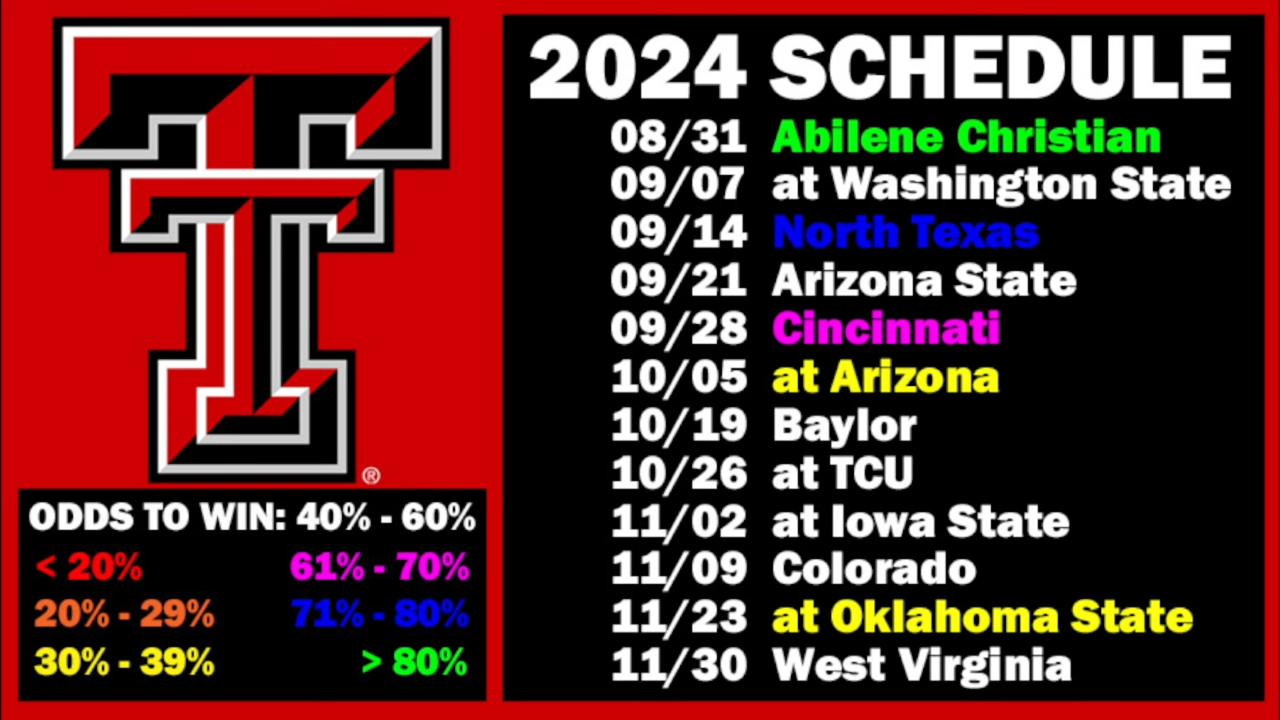 2024 SCHEDULE
08/31 Abilene Christian
09/07 at Washington State
09/14 North Texas
09/21 Arizona State
09/28 Cincinnati
10/05 at Arizona
10/19 Baylor
10/26 at TCU
11/02 at Iowa State
11/09 Colorado
11/23 at Oklahoma State
11/30 West Virginia
®
ODDS TO WIN: 40% - 60%
< 20% 61% - 70%
20% - 29% 71% - 80%
30% - 39% > 80%